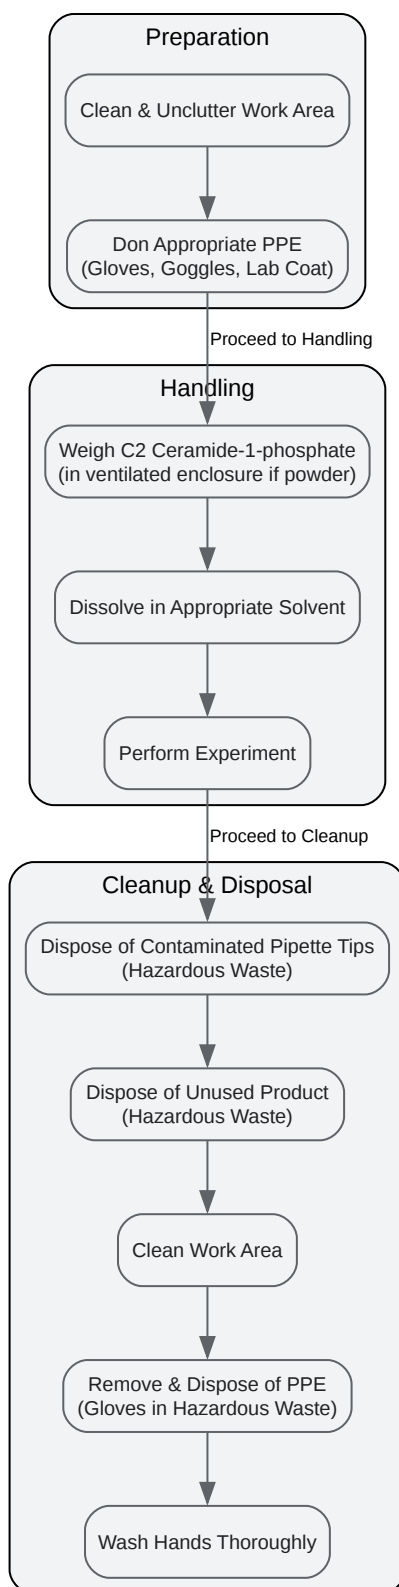 Preparation
Clean & Unclutter Work Area
Don Appropriate PPE
(Gloves, Goggles, Lab Coat)
Proceed to Handling
Handling
Weigh C2 Ceramide-1-phosphate
(in ventilated enclosure if powder)
Dissolve in Appropriate Solvent
Perform Experiment
Proceed to Cleanup
Cleanup & Disposal
Dispose of Contaminated Pipette Tips
(Hazardous Waste)
Dispose of Unused Product
(Hazardous Waste)
Clean Work Area
Remove & Dispose of PPE
(Gloves in Hazardous Waste)
Wash Hands Thoroughly